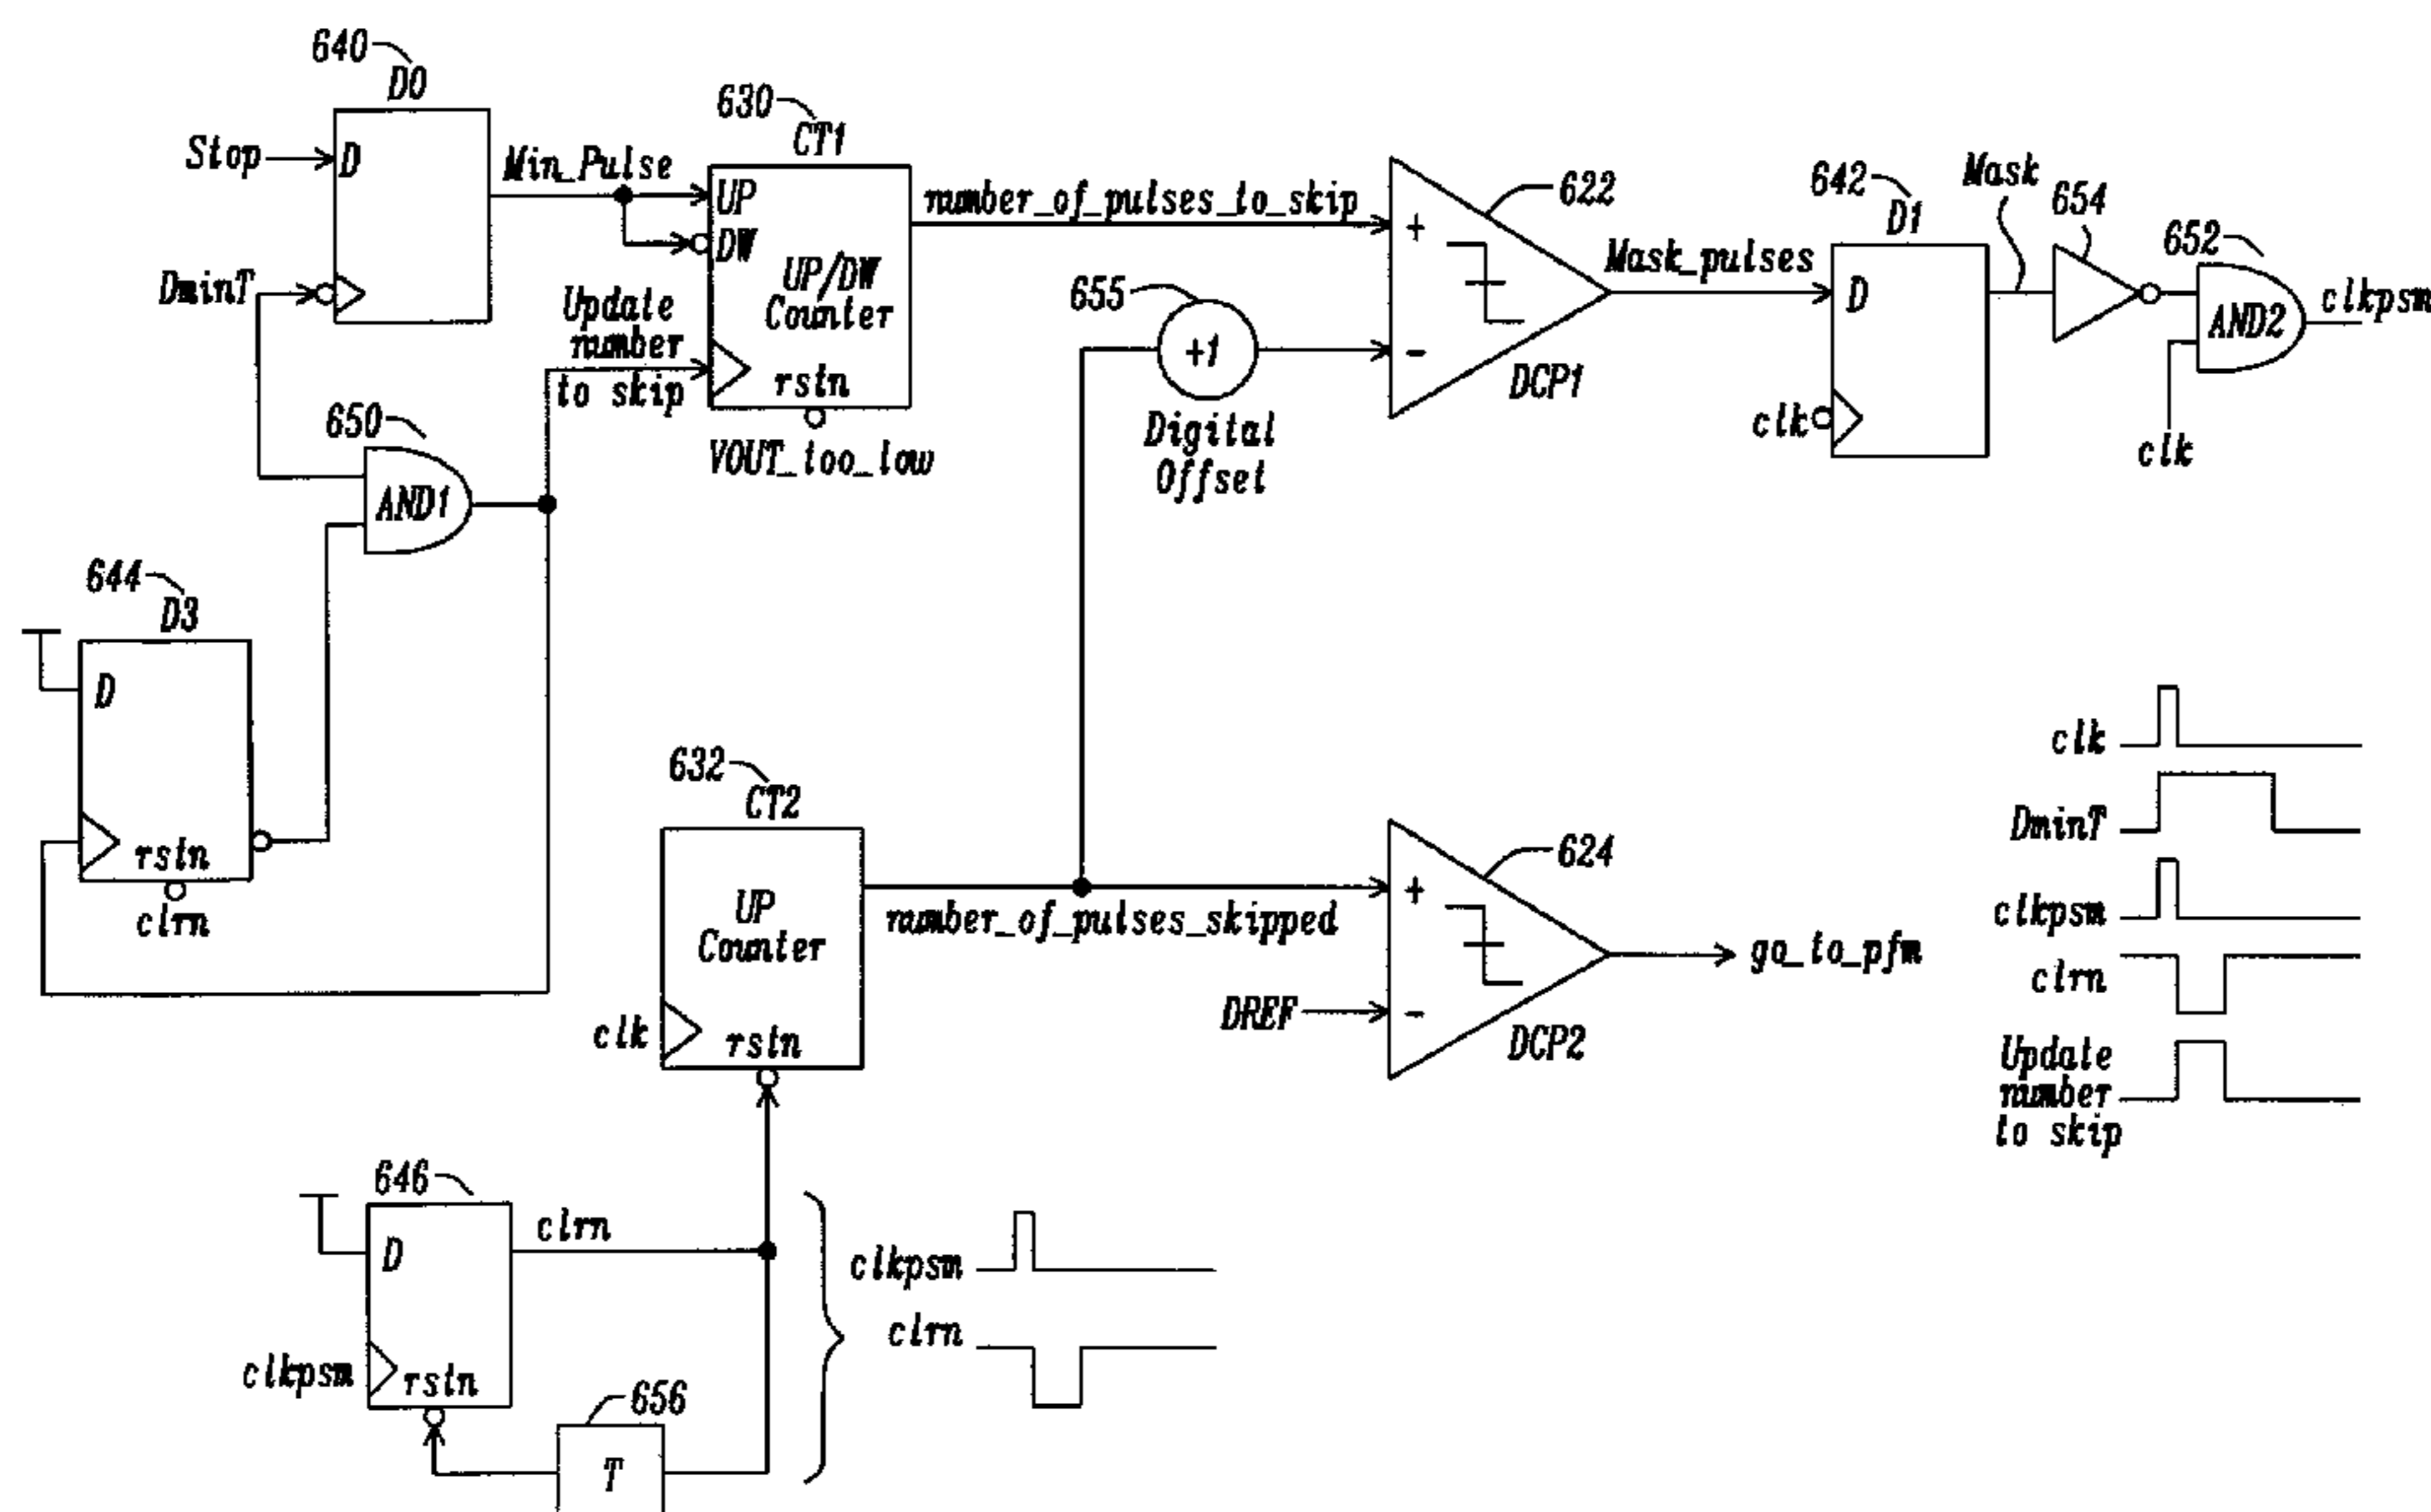 640
D0
Stop
D
DminT
Min_Pulse
630
CT1
UP
DW
UP/DW
Counter
rstn
Update
number
to skip
VOUT_too_low
number_of_pulses_to_skip
622
+
-
DCP1
655
+1
Digital
Offset
Mask_pulses
642
D1
D
clk
Mask
654
652
AND2
clkpsm
clk
650
AND1
644
D3
D
rstn
clrn
632
CT2
UP
Counter
clk
rstn
number_of_pulses_skipped
624
+
-
DREF
DCP2
go_to_pfm
clk
DminT
clkpsm
clrn
Update
number
to skip
646
D
clrn
clkpsm
rstn
656
T
clkpsm
clrn